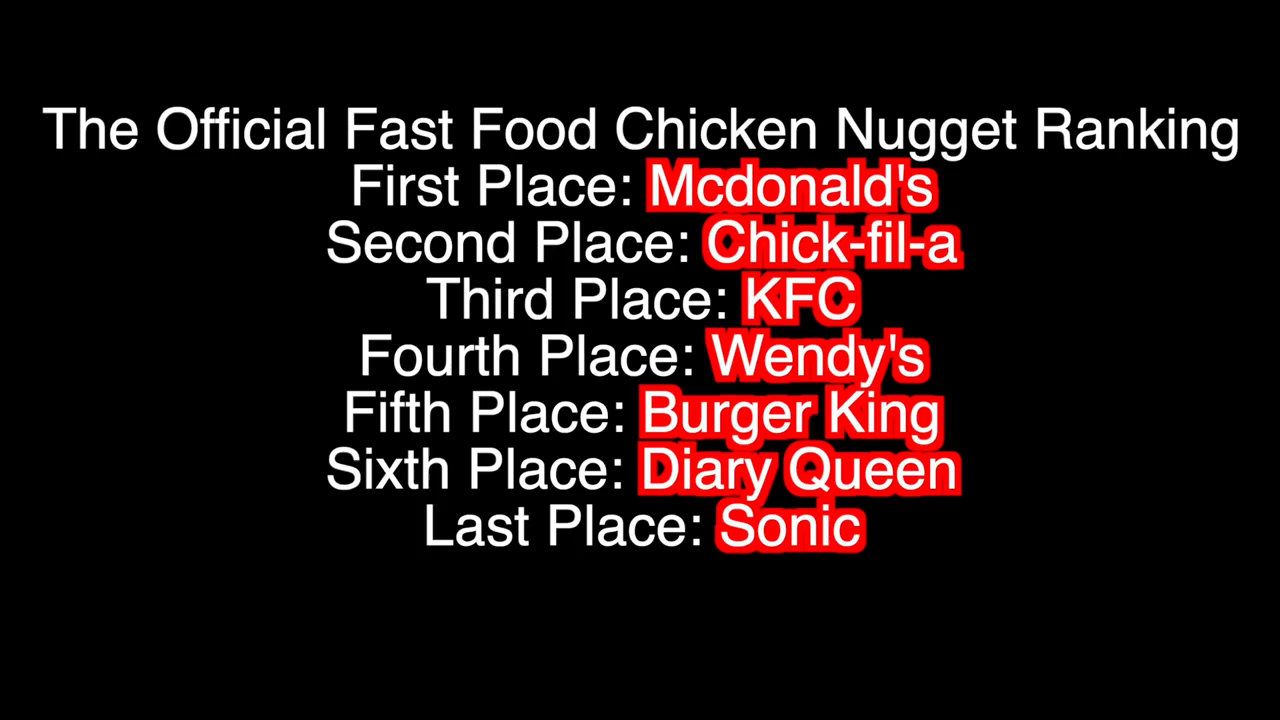 The Official Fast Food Chicken Nugget Ranking
First Place: Mcdonald's
Second Place: Chick-fil-a
Third Place: KFC
Fourth Place: Wendy's
Fifth Place: Burger King
Sixth Place: Diary Queen
Last Place: Sonic